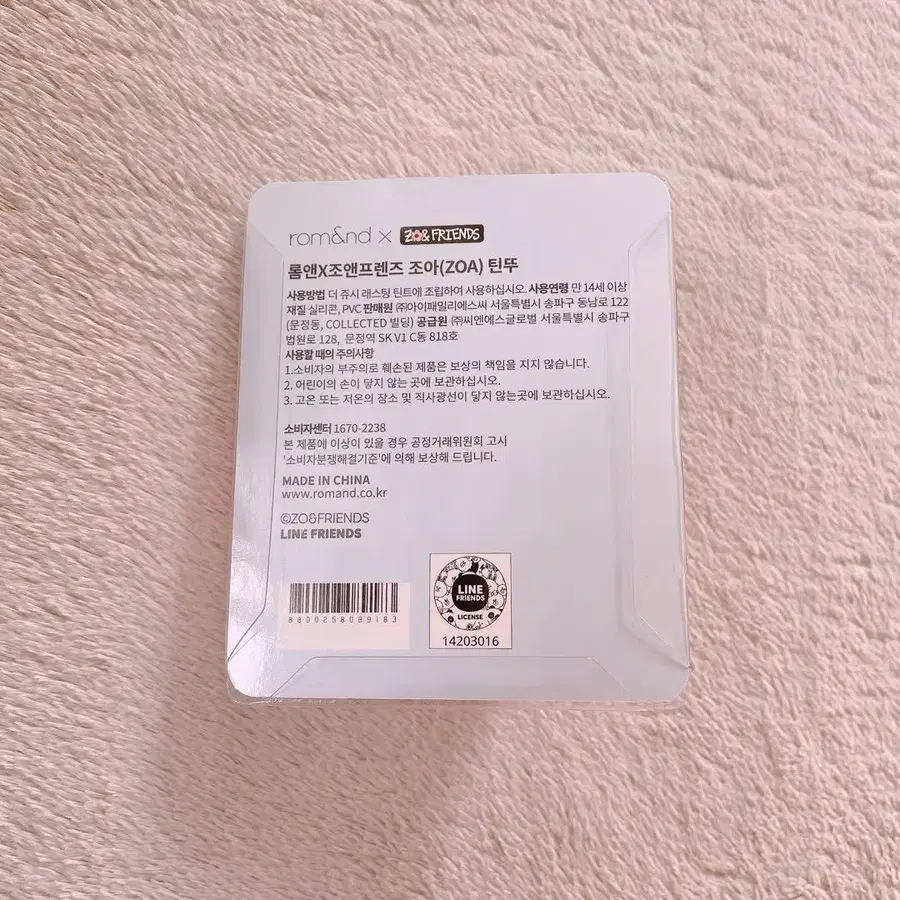 rom&nd × ZO& FRIENDS
롬앤X조앤프렌즈 조아(ZOA) 틴뚜
사용방법 더 쥬시 래스팅 틴트에 조립하여 사용하십시오. 사용연령 만 14세 이상
재질 실리콘, PVC 판매원 ㈜아이패밀리에스씨 서울특별시 송파구 동남로 122
(문정동, COLLECTED 빌딩) 공급원 ㈜씨엔에스글로벌 서울특별시 송파구
법원로 128, 문정역 SK V1 C동 818호
사용할 때의 주의사항
1.소비자의 부주의로 훼손된 제품은 보상의 책임을 지지 않습니다.
2. 어린이의 손이 닿지 않는 곳에 보관하십시오.
3. 고온 또는 저온의 장소 및 직사광선이 닿지 않는곳에 보관하십시오.
소비자센터 1670-2238
본 제품에 이상이 있을 경우 공정거래위원회 고시
'소비자분쟁해결기준'에 의해 보상해 드립니다.
MADE IN CHINA
www.romand.co.kr
©ZO&FRIENDS
LINE FRIENDS
8800258089183
LINE
FRIENDS
LICENSE
14203016